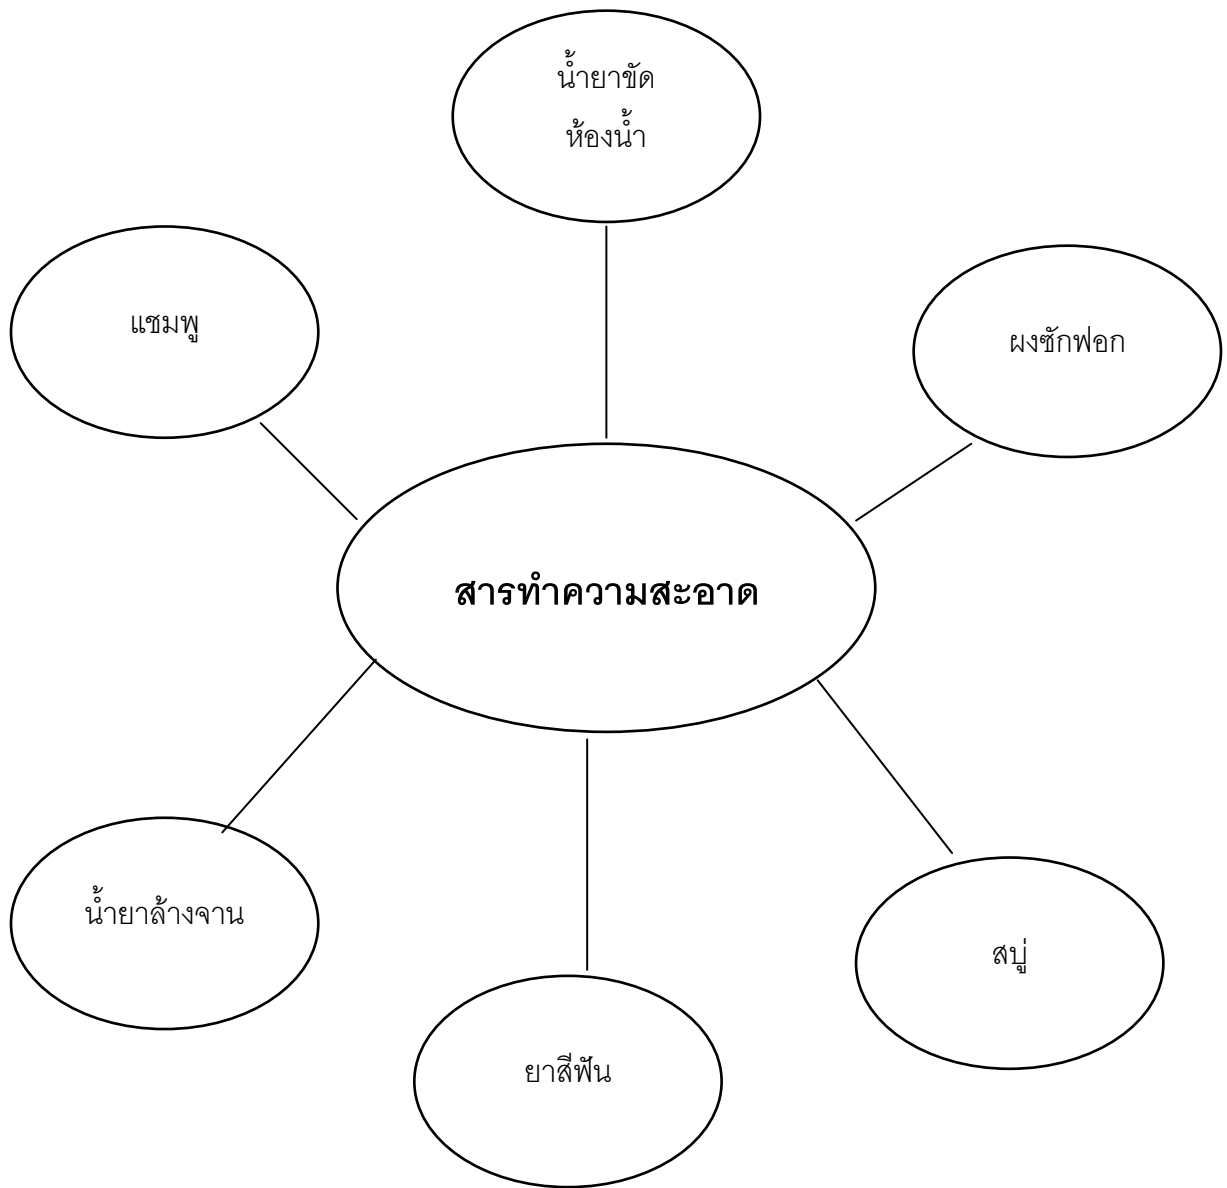 น้ำยาขัด
ห้องน้ำ
แชมพู
ผงซักฟอก
สารทำความสะอาด
น้ำยาล้างจาน
สบู่
ยาสีฟัน